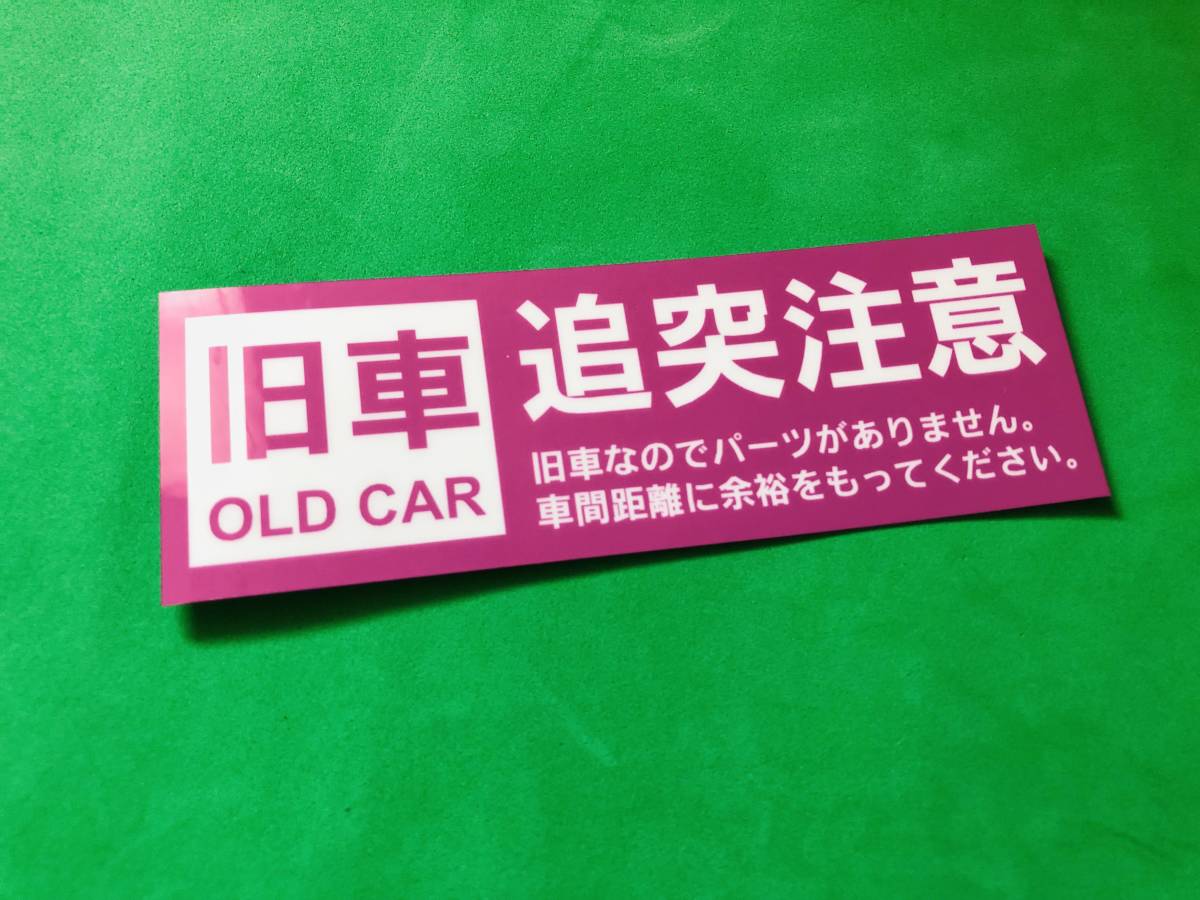 旧車
OLD CAR
追突注意
旧車なのでパーツがありません。
車間距離に余裕をもってください。